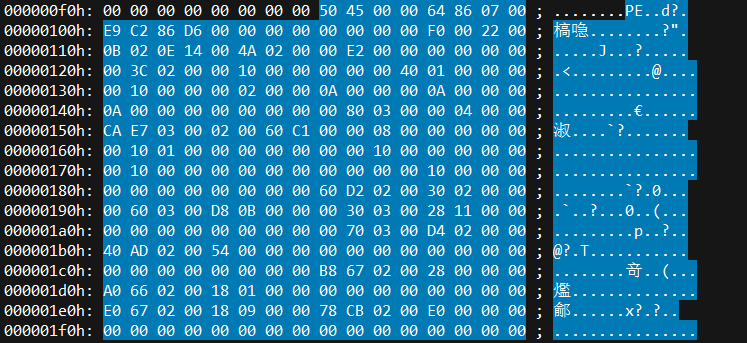 000000f0h: 00 00 00 00 00 00 00 00 50 45 00 00 64 86 07 00 ; ........PE..d?.
00000100h: E9 C2 86 D6 00 00 00 00 00 00 00 00 F0 00 22 00 ; 槁喼........?".
00000110h: 0B 02 0E 14 00 4A 02 00 00 E2 00 00 00 00 00 00 ; .....J...?.....
00000120h: 00 3C 02 00 00 10 00 00 00 00 00 40 01 00 00 00 ; .<.........@....
00000130h: 00 10 00 00 00 02 00 00 0A 00 00 00 0A 00 00 00 ; ................
00000140h: 0A 00 00 00 00 00 00 00 00 80 03 00 00 04 00 00 ; .........€......
00000150h: CA E7 03 00 02 00 60 C1 00 00 08 00 00 00 00 00 ; 淑....`?.......
00000160h: 00 10 01 00 00 00 00 00 00 10 00 00 00 00 00 00 ; ................
00000170h: 00 10 00 00 00 00 00 00 00 00 00 00 10 00 00 00 ; ................
00000180h: 00 00 00 00 00 00 00 00 60 D2 02 00 30 02 00 00 ; ........`?.0...
00000190h: 00 60 03 00 D8 0B 00 00 00 30 03 00 28 11 00 00 ; .`..?...0..(...
000001a0h: 00 00 00 00 00 00 00 00 00 70 03 00 D4 02 00 00 ; .........p..?..
000001b0h: 40 AD 02 00 54 00 00 00 00 00 00 00 00 00 00 00 ; @?.T...........
000001c0h: 00 00 00 00 00 00 00 00 B8 67 02 00 28 00 00 00 ; ........竒..(...
000001d0h: A0 66 02 00 18 01 00 00 00 00 00 00 00 00 00 00 ; 爁..............
000001e0h: E0 67 02 00 18 09 00 00 78 CB 02 00 E0 00 00 00 ; 郍......x?.?..
000001f0h: 00 00 00 00 00 00 00 00 00 00 00 00 00 00 00 00 ; ................